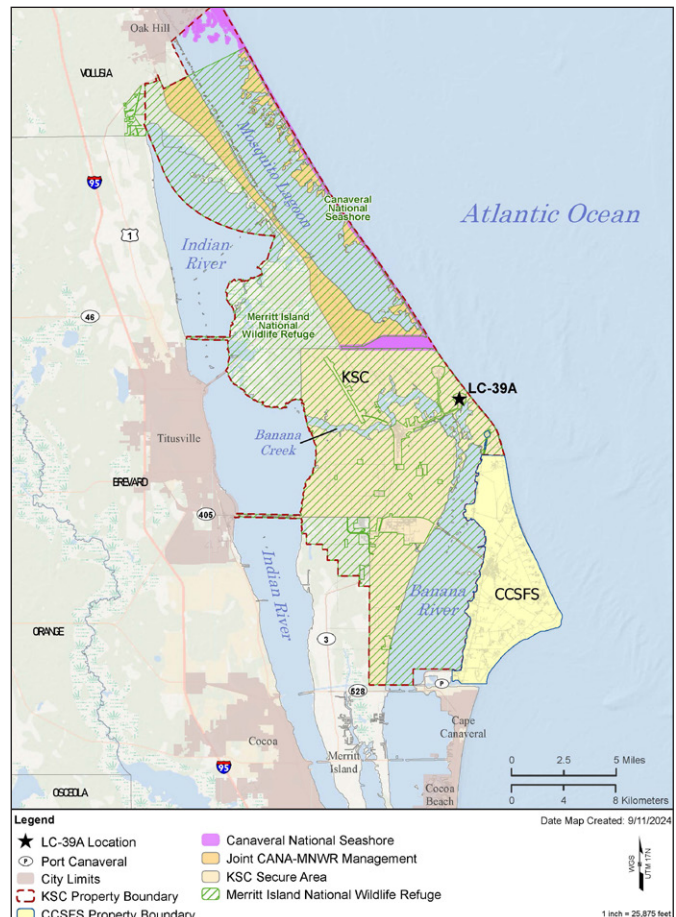 Oak Hill
VOLUSIA
95
Mosquito Lagoon
Canaveral
National
Seashore
Atlantic Ocean
1
Indian
River
46
Merritt Island
National
Wildlife Refuge
KSC
LC-39A
Titusville
Banana
Creek
BREVARD
405
Indian River
Banana
River
CCSFS
ORANGE
3
528
P
Cape
Canaveral
Cocoa
Merritt
Island
95
Cocoa
Beach
OSCEOLA
0 2.5 5 Miles
0 4 8 Kilometers
Legend
Date Map Created: 9/11/2024
LC-39A Location
P Port Canaveral
City Limits
KSC Property Boundary
CCSFS Property Boundary
Canaveral National Seashore
Joint CANA-MNWR Management
KSC Secure Area
Merritt Island National Wildlife Refuge
WGS
UTM 17N
1 inch = 25,875 feet